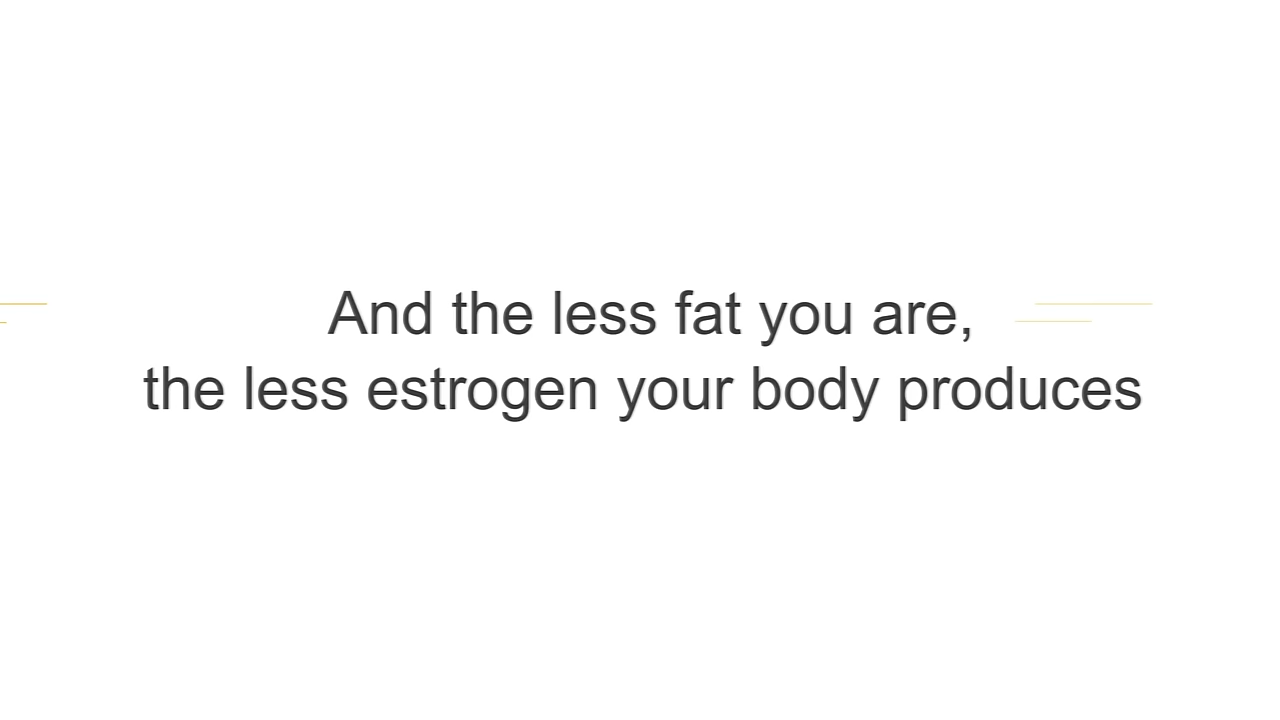 And the less fat you are,
the less estrogen your body produces